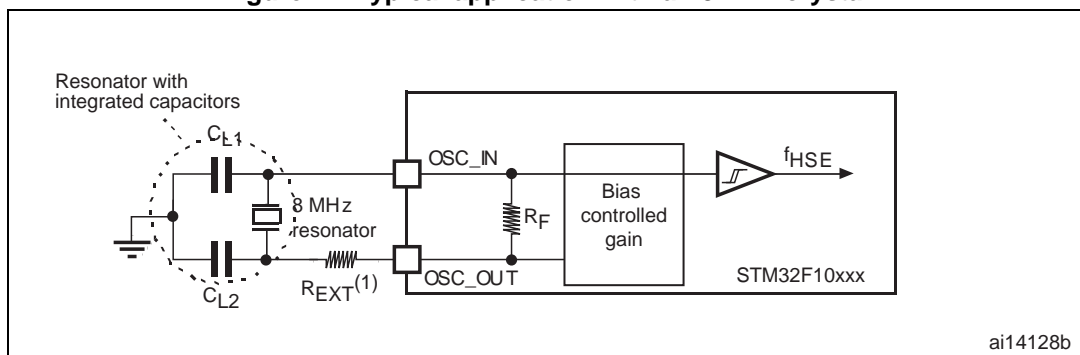 Resonator with
integrated capacitors
CL1
OSC_IN
fHSE
8 MHz
resonator
RF
Bias
controlled
gain
REXT(1)
OSC_OUT
STM32F10xxx
CL2
ai14128b